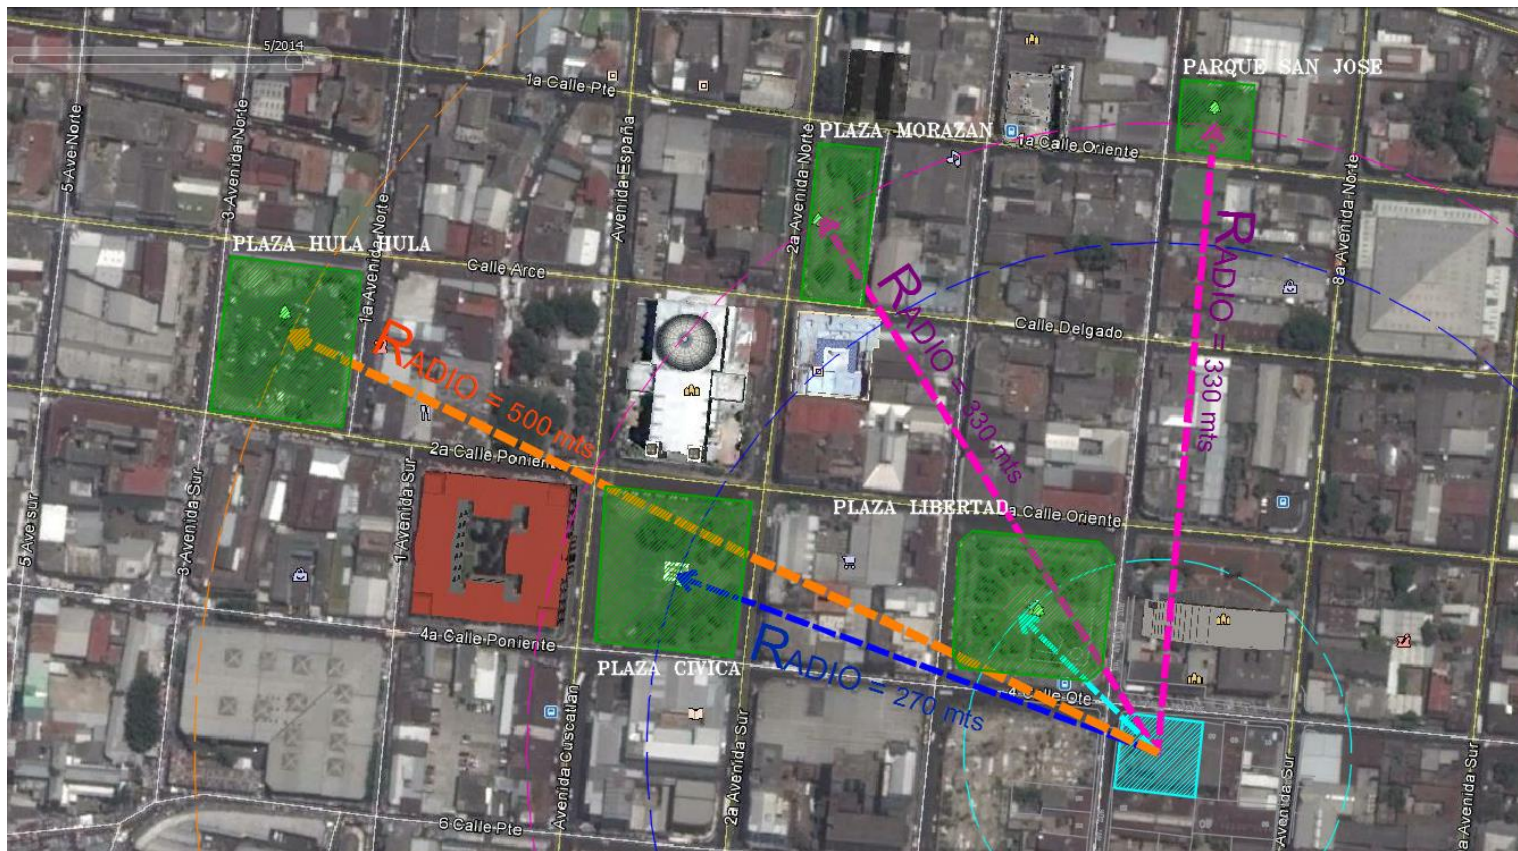 5/2014
PARQUE SAN JOSE
1a Calle Pte
PLAZA MORAZAN
1a Calle Oriente
5 Ave Norte
3 Avenida Norte
1a Avenida Norte
Avenida España
2a Avenida Norte
8a Avenida Norte
PLAZA HULA HULA
Calle Arce
Calle Delgado
RADIO = 500 mts
RADIO = 330 mts
RADIO = 330 mts
2a Calle Poniente
PLAZA LIBERTAD
a Calle Oriente
5 Ave sur
3 Avenida Sur
1 Avenida Sur
4a Calle Poniente
PLAZA CIVICA
RADIO = 270 mts
4 Calle Ote
Avenida Cuscatlán
2a Avenida Sur
Avenida Sur
a Avenida Sur
6 Calle Pte